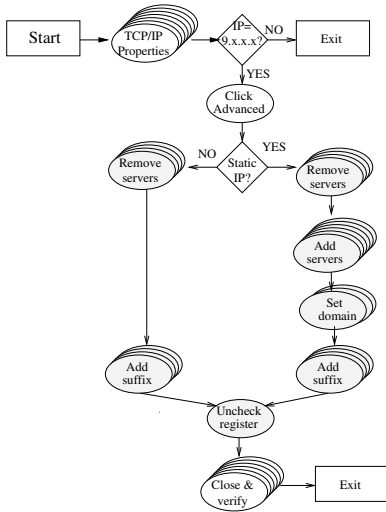 Start
TCP/IP
Properties
IP=
9.x.x.x?
NO
Exit
YES
Click
Advanced
NO
YES
Static
IP?
Remove
servers
Remove
servers
Add
servers
Set
domain
Add
suffix
Add
suffix
Uncheck
register
Close &
verify
Exit